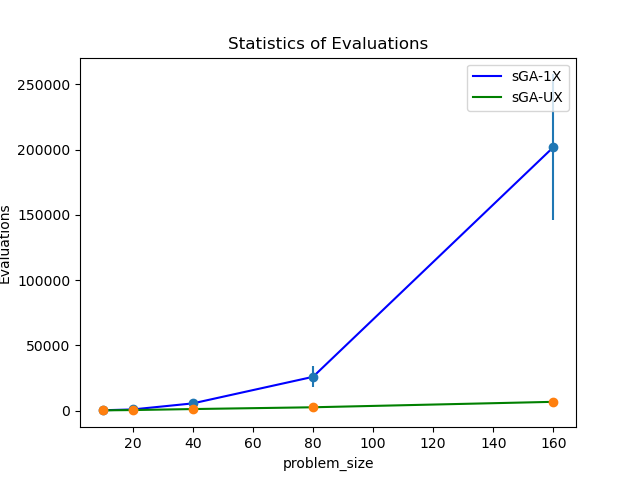 Statistics of Evaluations
sGA-1X
sGA-UX
250000
200000
150000
100000
50000
0
Evaluations
20 40 60 80 100 120 140 160
problem_size